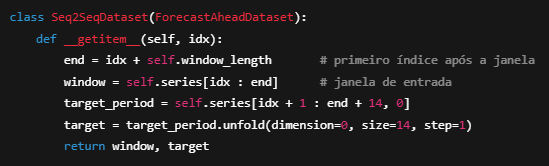 class Seq2SeqDataset(ForecastAheadDataset):
    def __getitem__(self, idx):
        end = idx + self.window_length       # primeiro índice após a janela
        window = self.series[idx : end]      # janela de entrada
        target_period = self.series[idx + 1 : end + 14, 0]
        target = target_period.unfold(dimension=0, size=14, step=1)
        return window, target